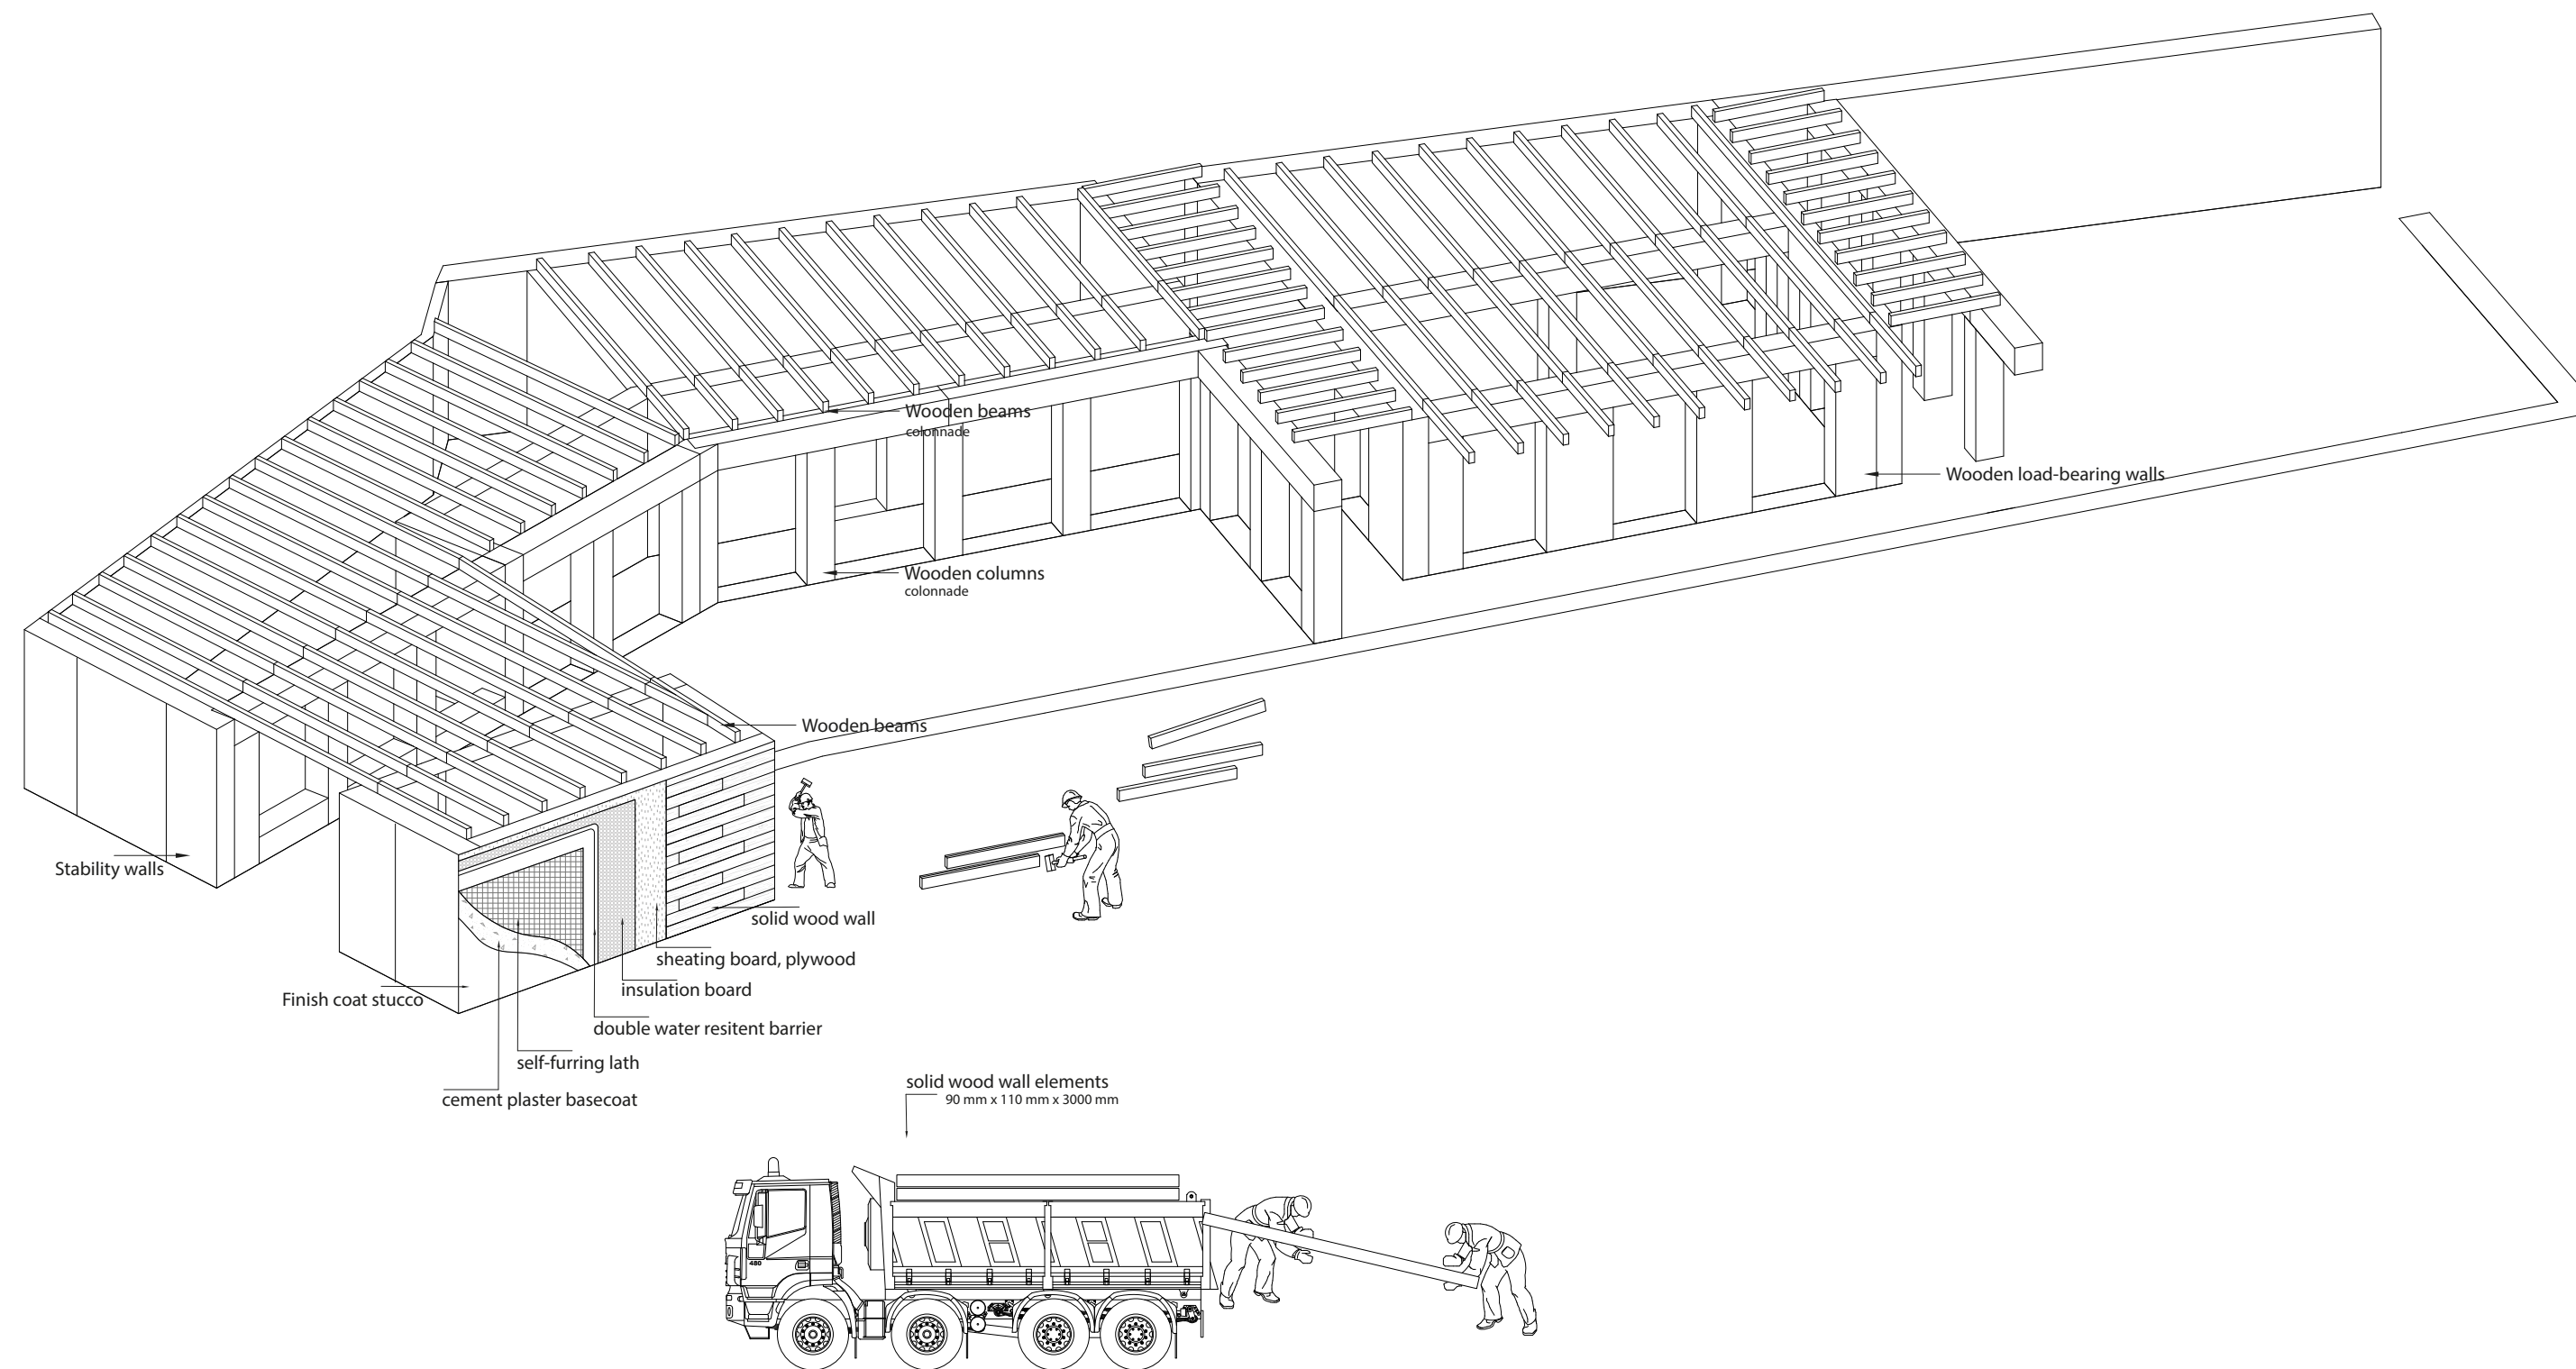 Wooden beams
colonnade
Wooden load-bearing walls
Wooden columns
colonnade
Wooden beams
Stability walls
solid wood wall
sheating board, plywood
insulation board
Finish coat stucco
double water resitent barrier
self-furring lath
cement plaster basecoat
solid wood wall elements
90 mm x 110 mm x 3000 mm
480